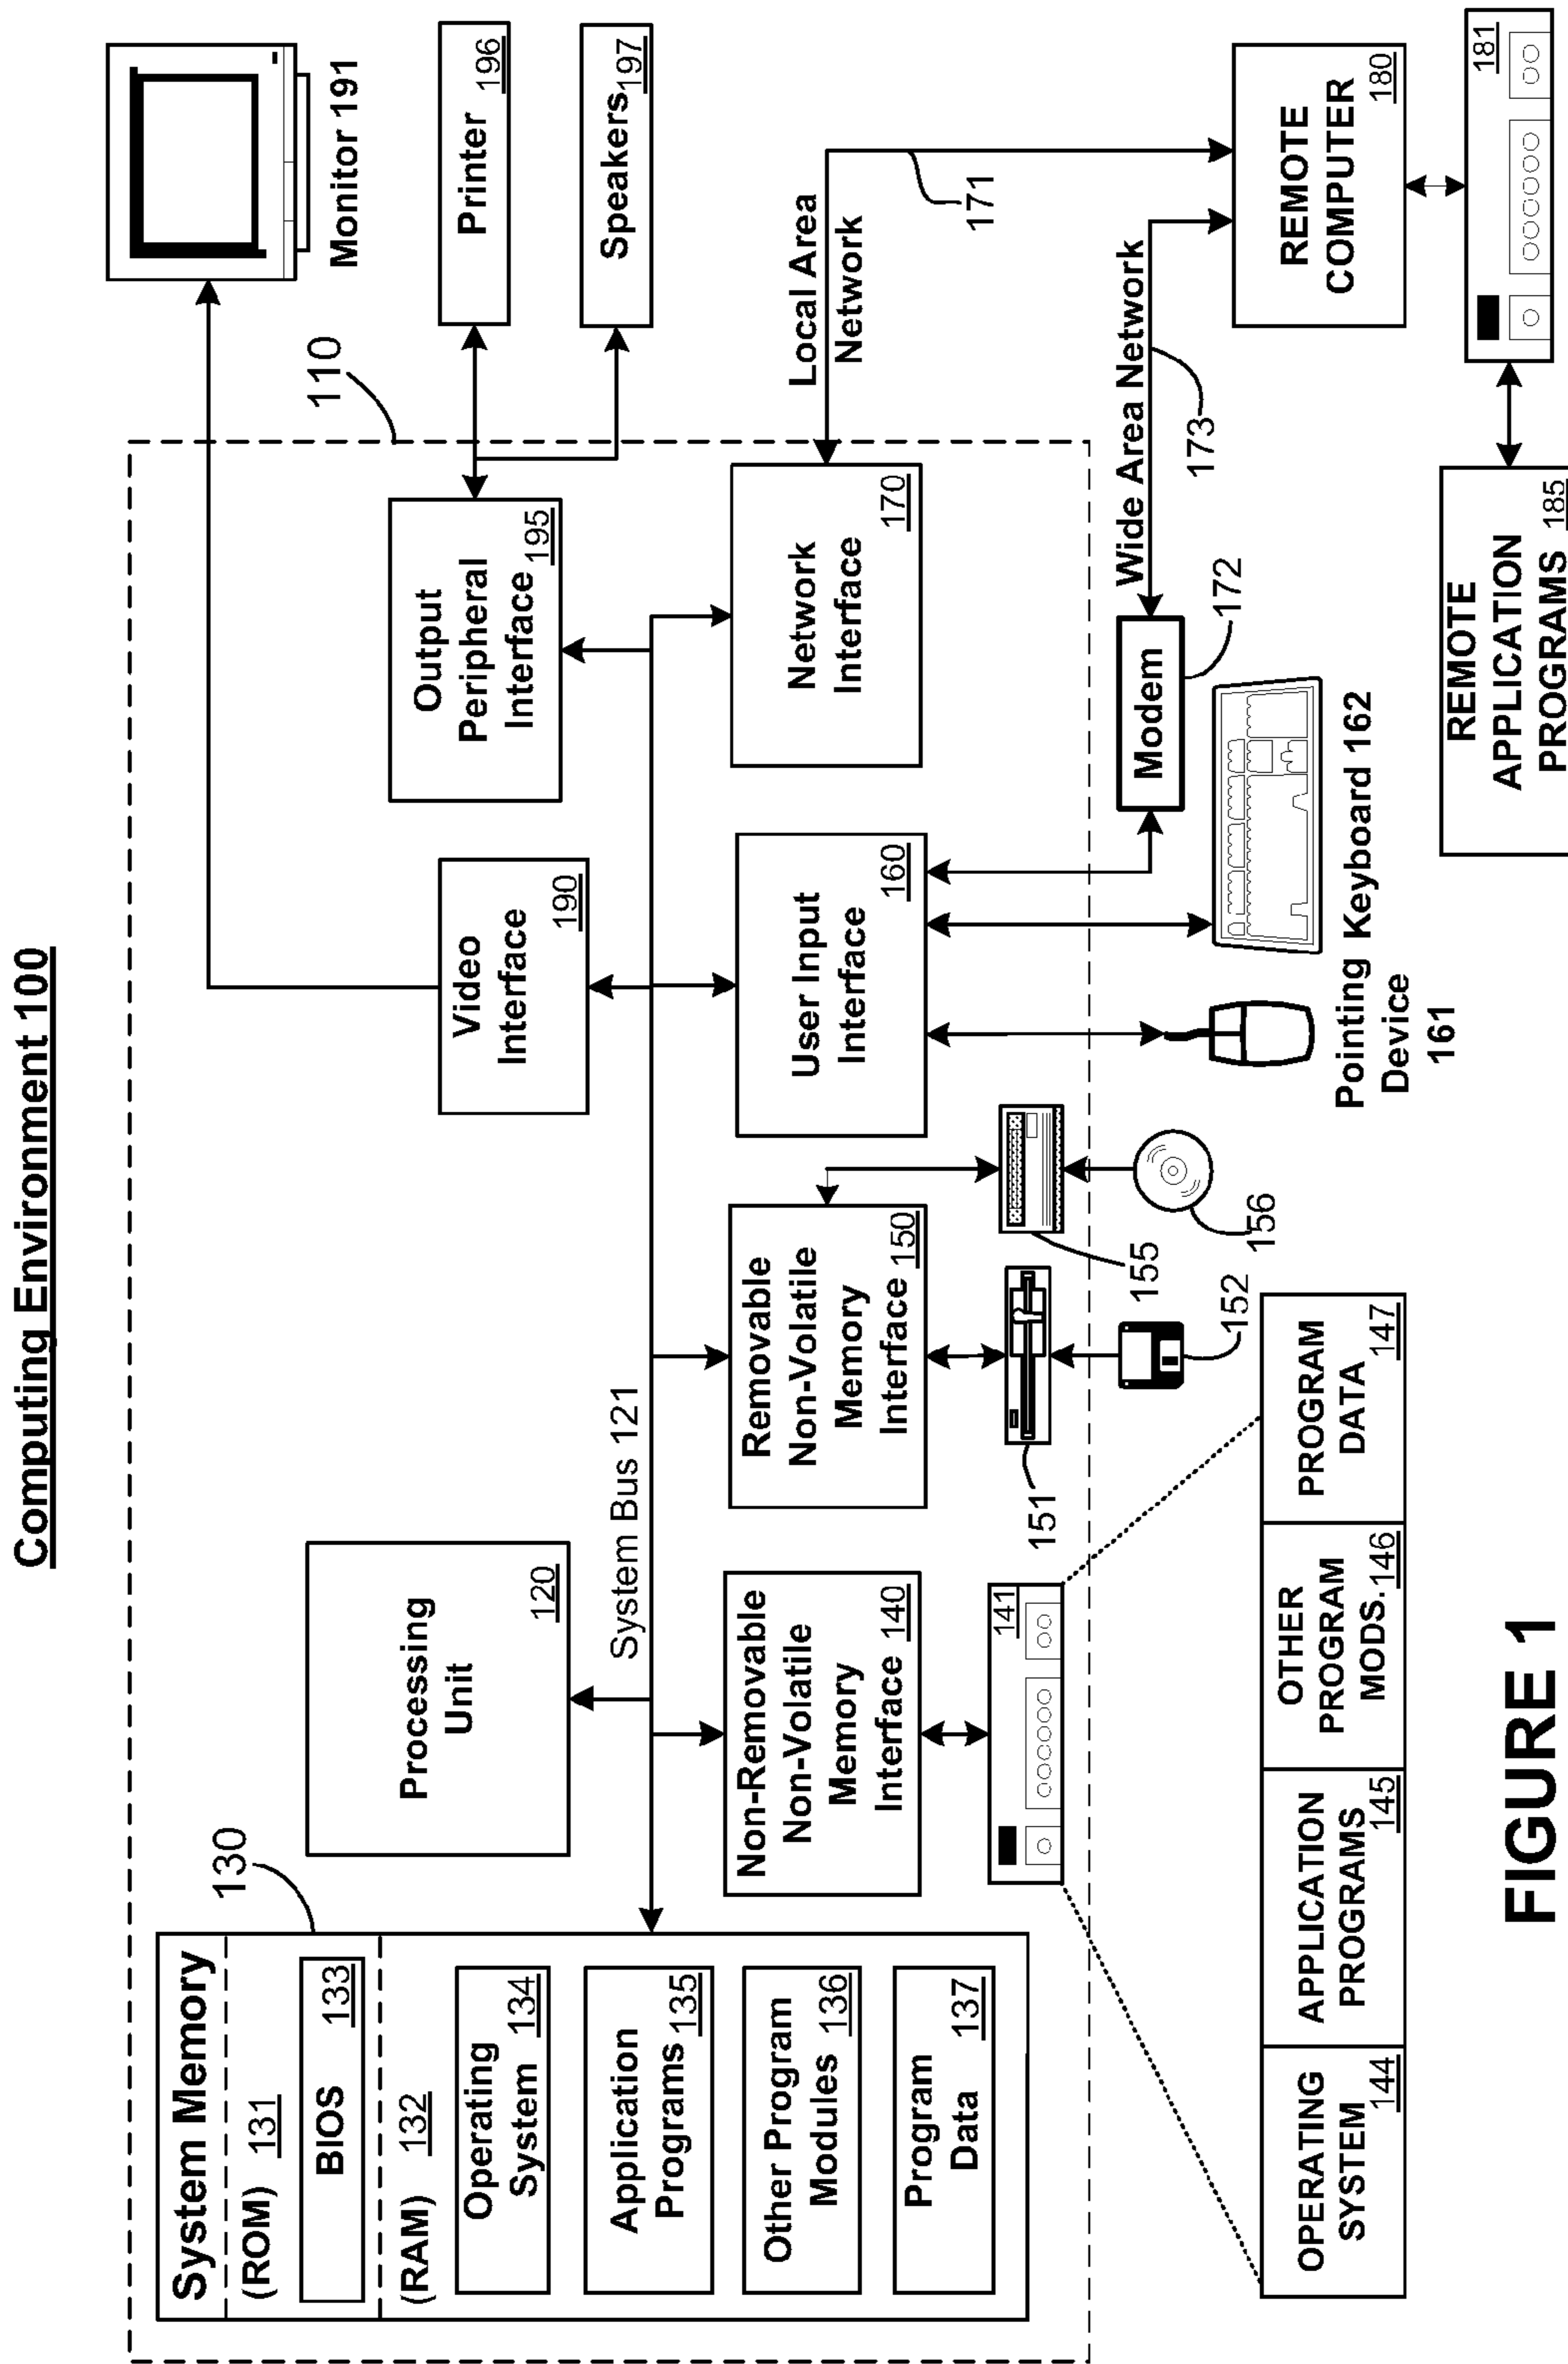 Computing Environment 100
System Memory
(ROM) 131
BIOS 133
(RAM) 132
Operating
System 134
Application
Programs 135
Other Program
Modules 136
Program
Data 137
130
Processing
Unit
120
System Bus 121
Video
Interface
190
Output
Peripheral
Interface 195
110
Monitor 191
Printer 196
Speakers 197
Non-Removable
Non-Volatile
Memory
Interface 140
Removable
Non-Volatile
Memory
Interface 150
User Input
Interface
160
Network
Interface
170
Local Area
Network
171
141
151
152
155
156
Wide Area Network
173
Modem
172
Pointing
Device
161
Keyboard 162
REMOTE
COMPUTER
180
181
REMOTE
APPLICATION
PROGRAMS 185
OPERATING
SYSTEM
144
APPLICATION
PROGRAMS
145
OTHER
PROGRAM
MODS. 146
PROGRAM
DATA
147
FIGURE 1